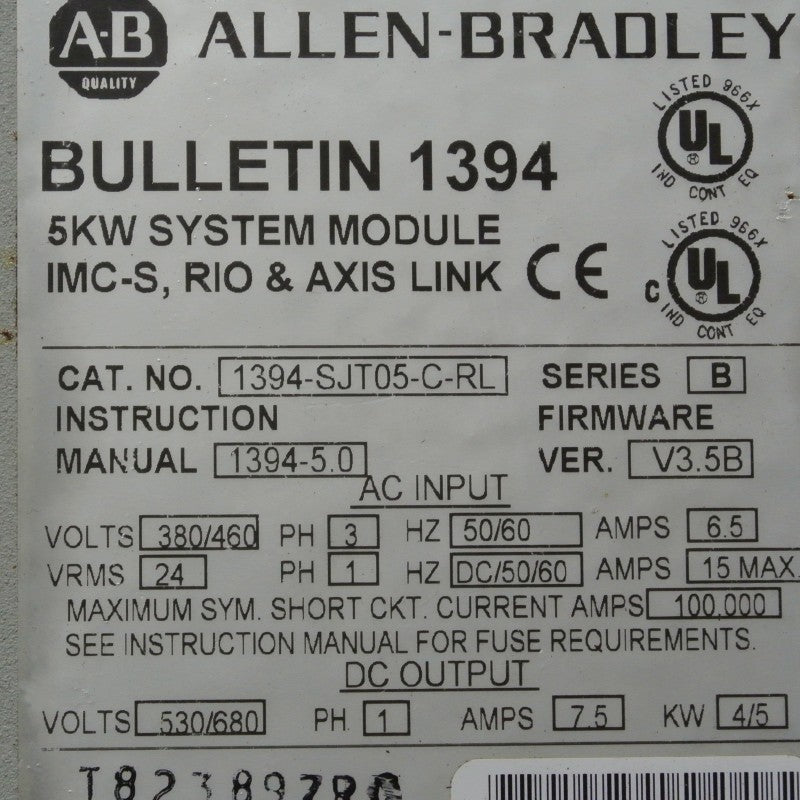 A-B ALLEN-BRADLEY
QUALITY
BULLETIN 1394
LISTED 966X
UL ®
IND CONT EQ
5KW SYSTEM MODULE
IMC-S, RIO & AXIS LINK CE
LISTED 966X
C UL ®
IND CONT EQ
CAT. NO. 1394-SJT05-C-RL SERIES B
INSTRUCTION FIRMWARE
MANUAL 1394-5.0 VER. V3.5B
AC INPUT
VOLTS 380/460 PH 3 HZ 50/60 AMPS 6.5
VRMS 24 PH 1 HZ DC/50/60 AMPS 15 MAX.
MAXIMUM SYM. SHORT CKT. CURRENT AMPS 100,000
SEE INSTRUCTION MANUAL FOR FUSE REQUIREMENTS.
DC OUTPUT
VOLTS 530/680 PH 1 AMPS 7.5 KW 4/5